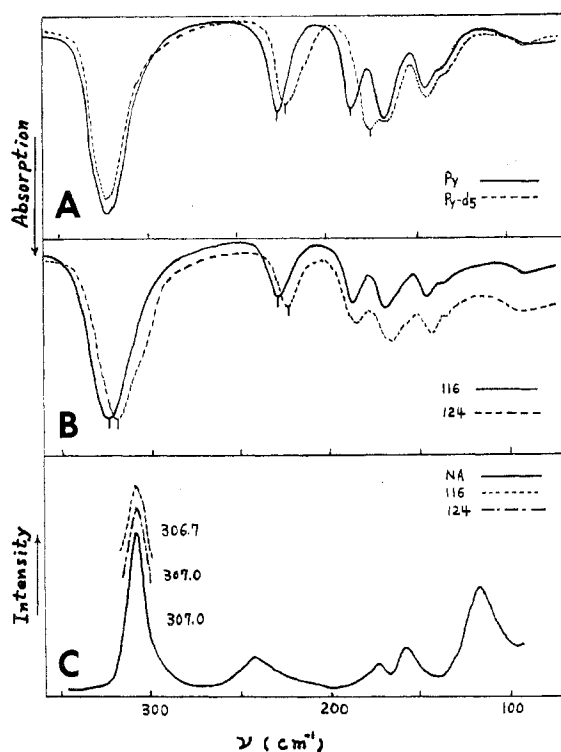 Absorption
A
Py
Py-d5
B
116
124
Intensity
C
NA
116
124
306.7
307.0
307.0
300
200
100
ν (cm⁻¹)